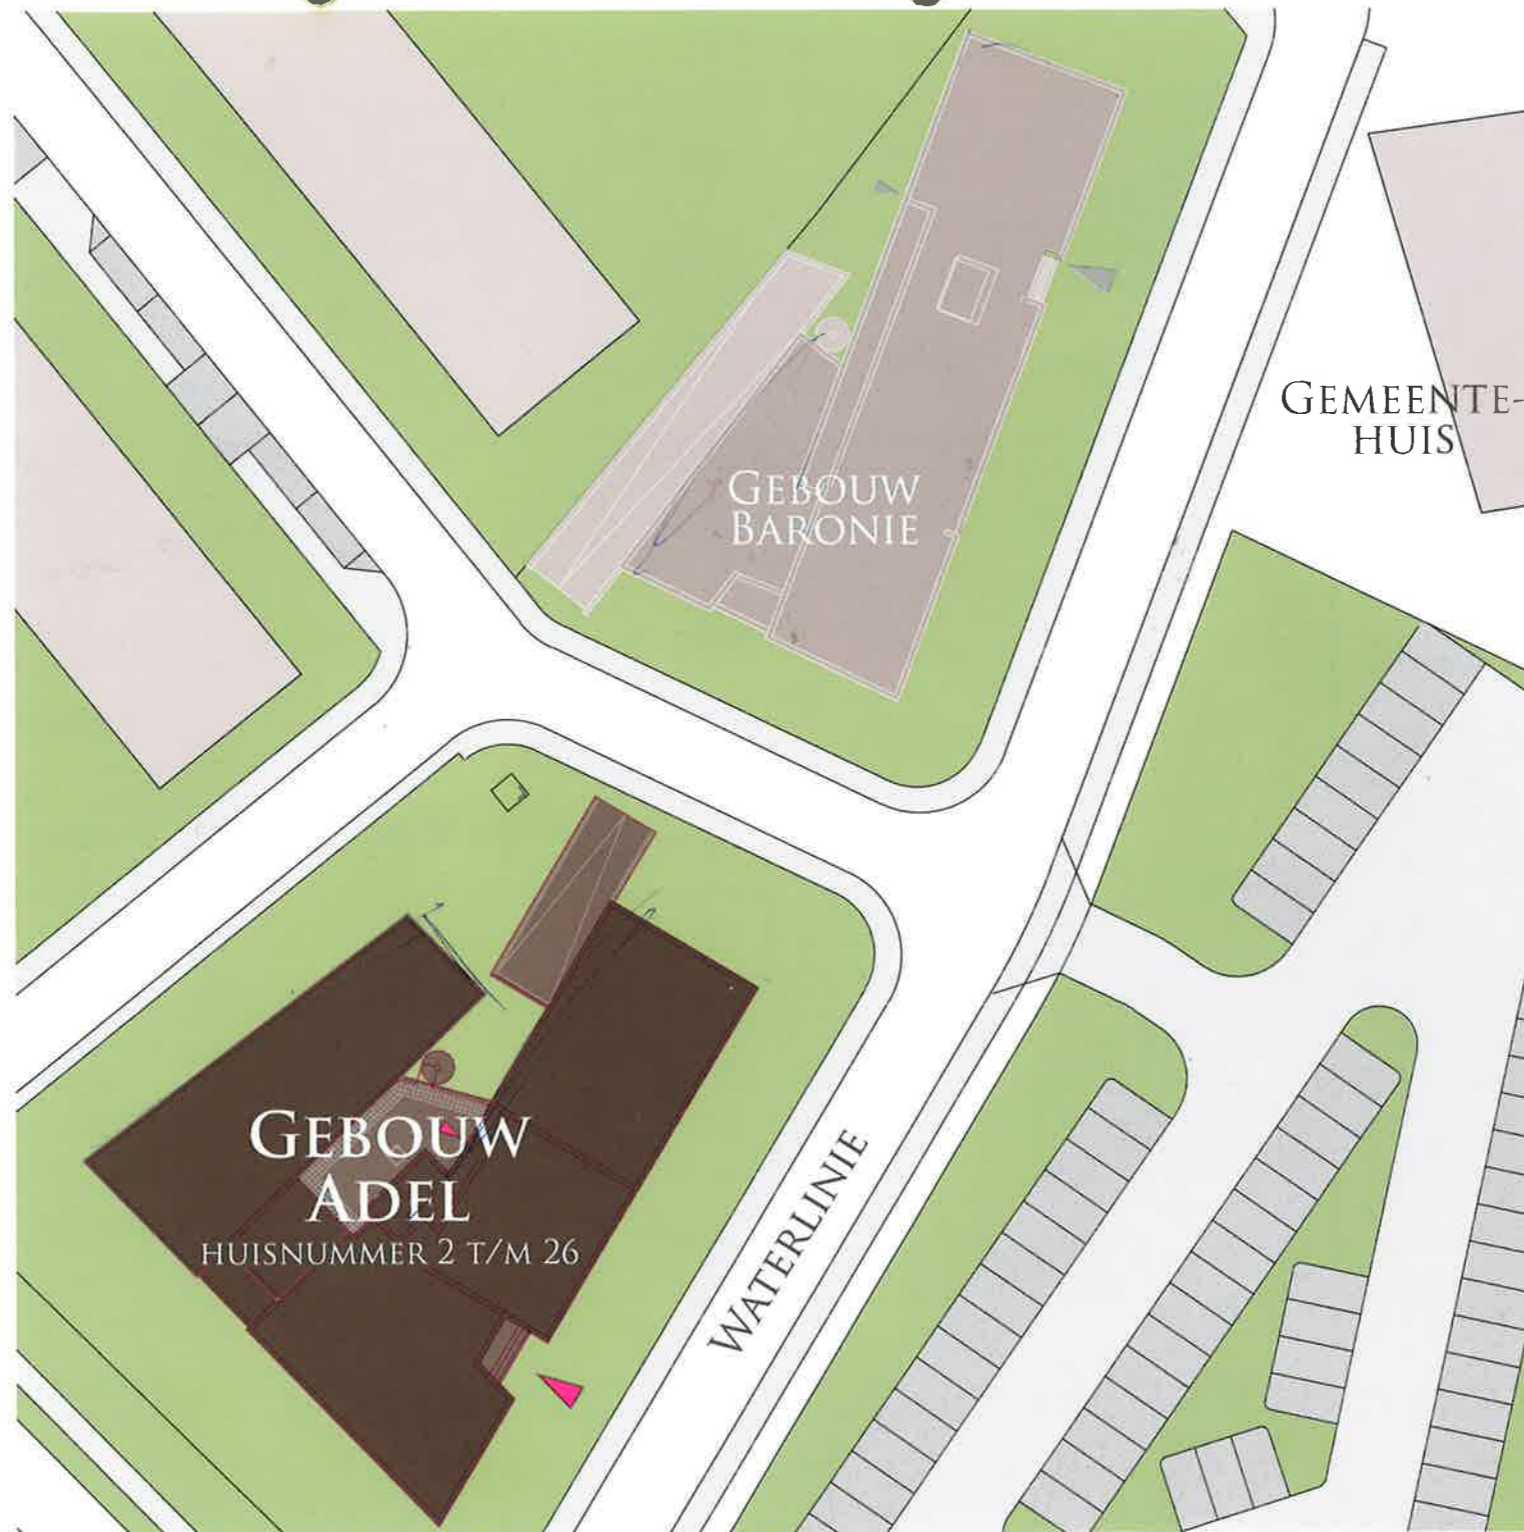 GEMEENTE-
HUIS
GEBOUW
BARONIE
GEBOUW
ADEL
HUISNUMMER 2 T/M 26
WATERLINIE